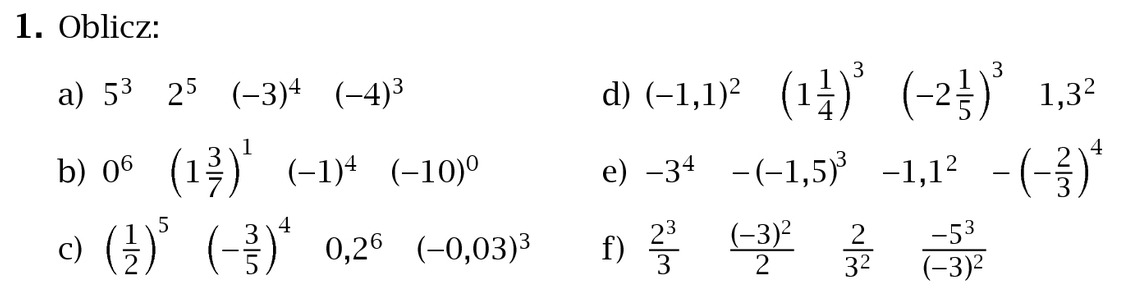 1. Oblicz:
a) 5³ 2⁵ (–3)⁴ (–4)³
b) 0⁶ (1 3/7)¹ (–1)⁴ (–10)⁰
c) (1/2)⁵ (–3/5)⁴ 0,2⁶ (–0,03)³
d) (–1,1)² (1 1/4)³ (–2 1/5)³ 1,3²
e) –3⁴ –(–1,5)³ –1,1² –(–2/3)⁴
f) 2³/3 (–3)²/2 2/3² –5³/(–3)²